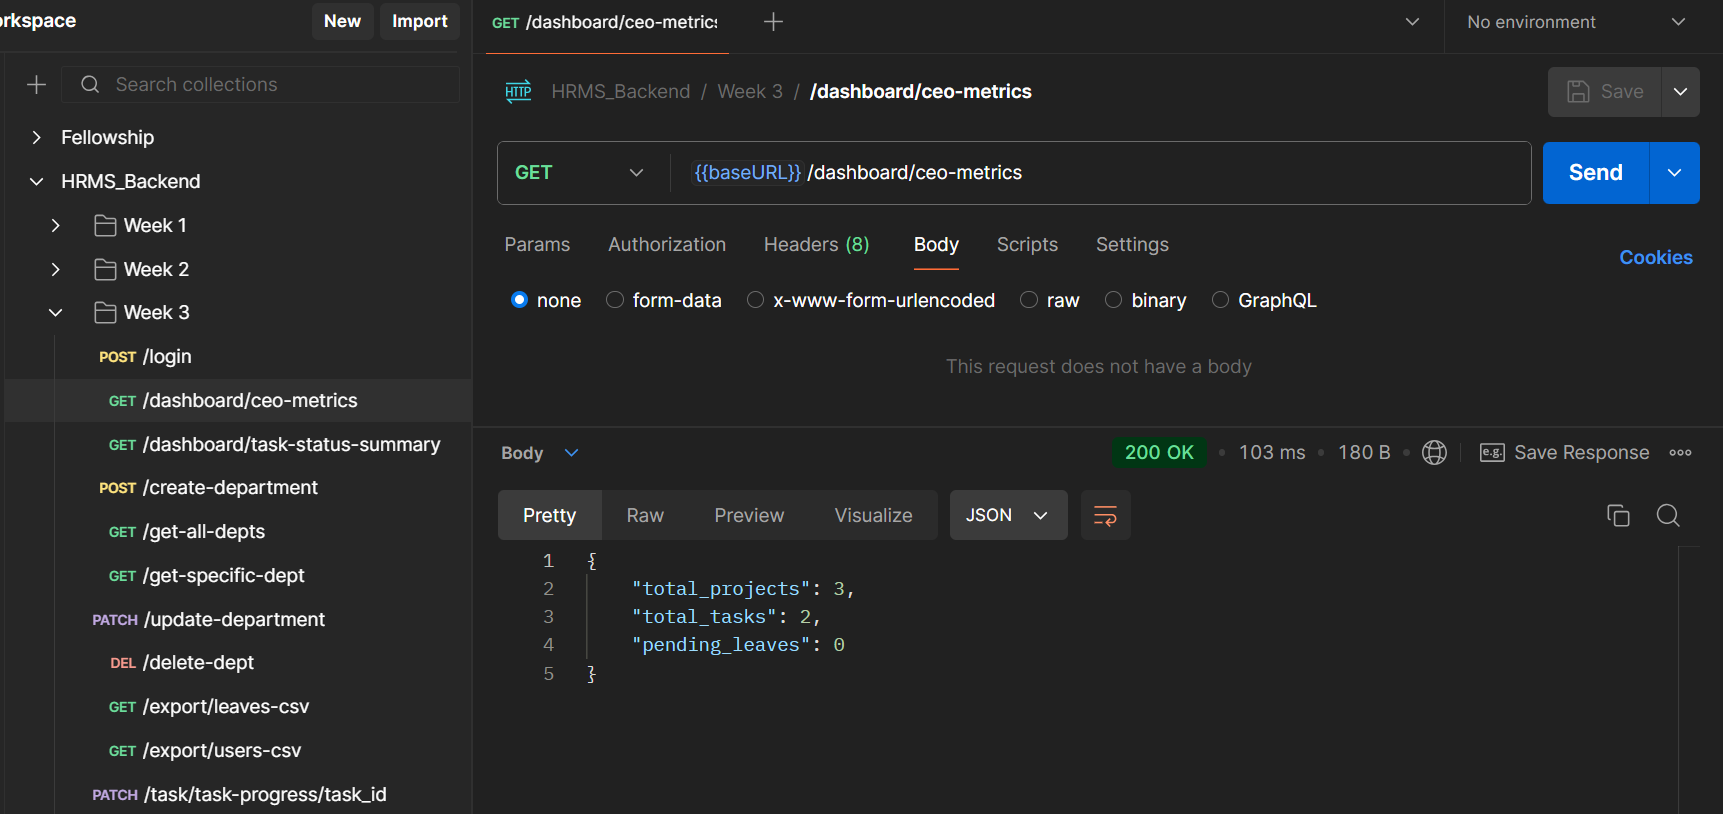 orkspace
New
Import
Search collections
Fellowship
HRMS_Backend
Week 1
Week 2
Week 3
POST /login
GET /dashboard/ceo-metrics
GET /dashboard/task-status-summary
POST /create-department
GET /get-all-depts
GET /get-specific-dept
PATCH /update-department
DEL /delete-dept
GET /export/leaves-csv
GET /export/users-csv
PATCH /task/task-progress/task_id
GET /dashboard/ceo-metrics
No environment
HTTP HRMS_Backend / Week 3 / /dashboard/ceo-metrics
Save
GET {{baseURL}}/dashboard/ceo-metrics
Send
Params Authorization Headers (8) Body Scripts Settings
Cookies
none form-data x-www-form-urlencoded raw binary GraphQL
This request does not have a body
Body
200 OK • 103 ms • 180 B •
e.g. Save Response
Pretty Raw Preview Visualize JSON
1 {
2 "total_projects": 3,
3 "total_tasks": 2,
4 "pending_leaves": 0
5 }